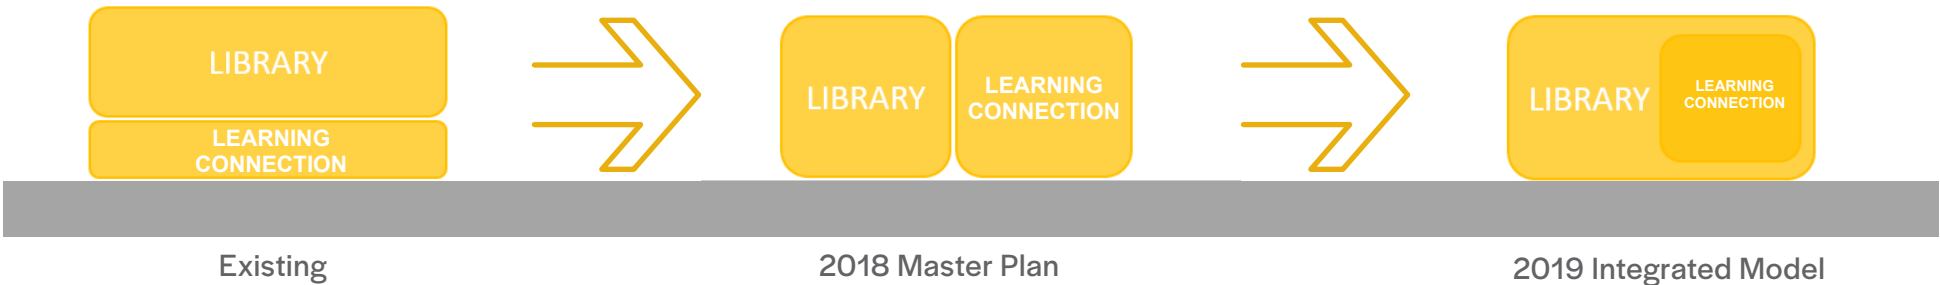 LIBRARY
LEARNING
CONNECTION
Existing
LIBRARY
LEARNING
CONNECTION
2018 Master Plan
LIBRARY
LEARNING
CONNECTION
2019 Integrated Model